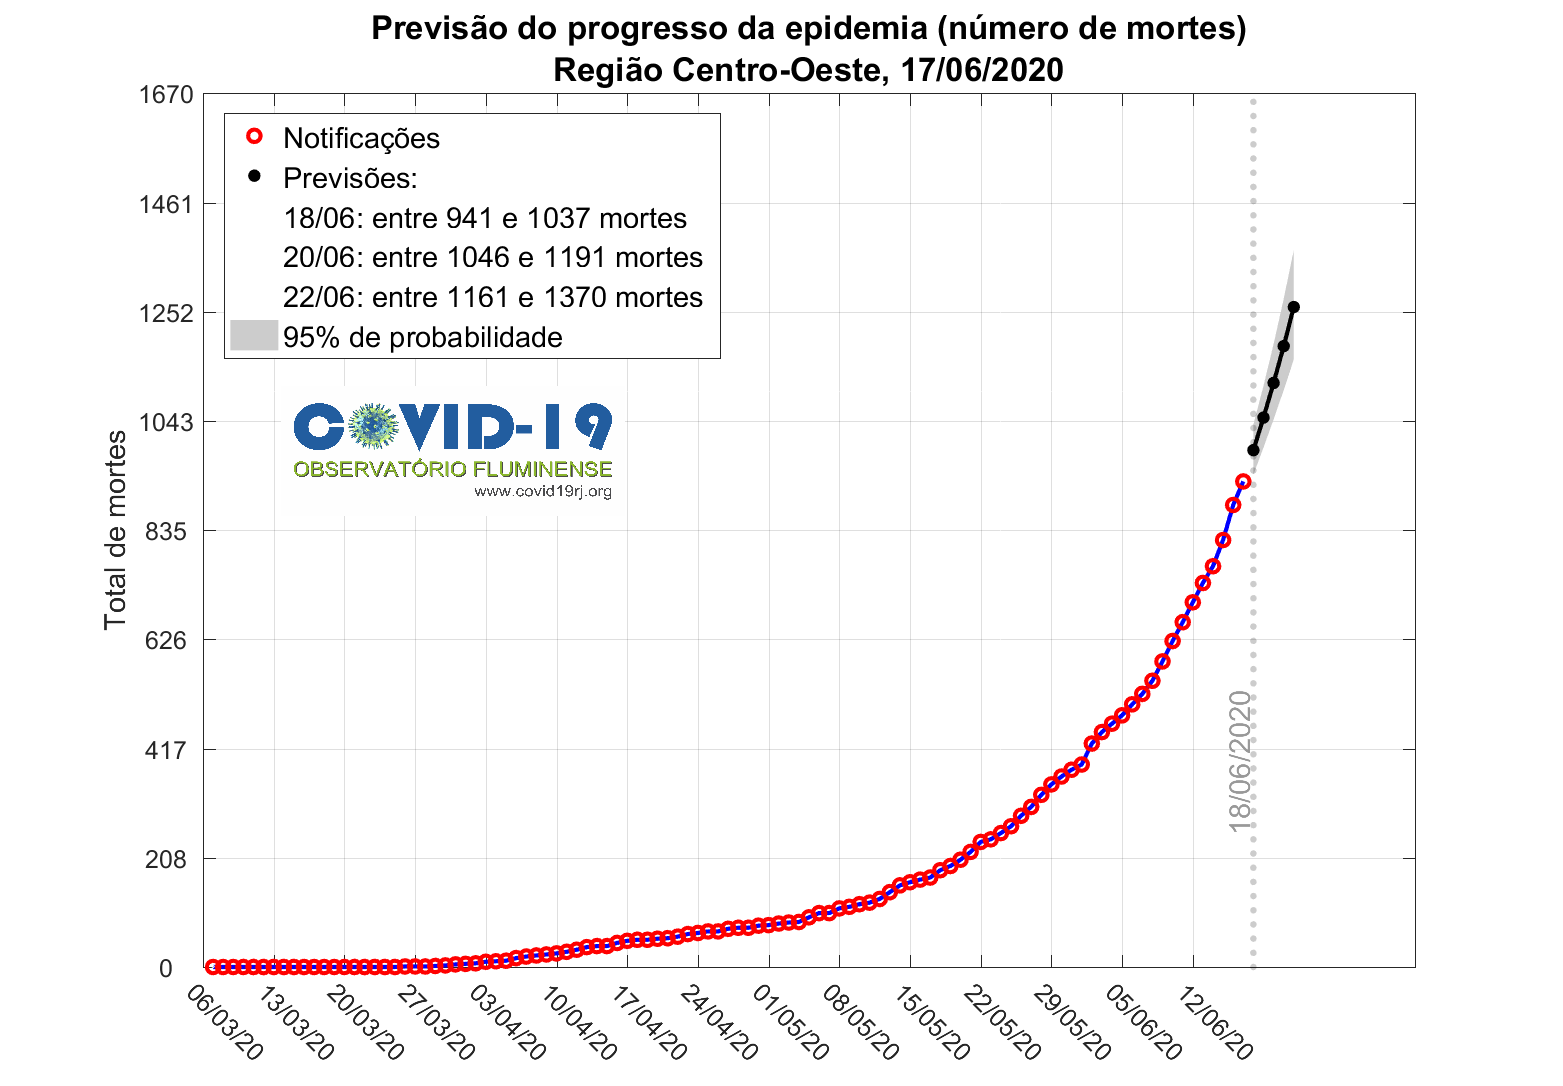 Previsão do progresso da epidemia (número de mortes)
Região Centro-Oeste, 17/06/2020
1670
1461
1252
1043
835
626
417
208
0
Total de mortes
Notificações
Previsões:
18/06: entre 941 e 1037 mortes
20/06: entre 1046 e 1191 mortes
22/06: entre 1161 e 1370 mortes
95% de probabilidade
COVID-19
OBSERVATÓRIO FLUMINENSE
www.covid19rj.org
18/06/2020
06/03/20
13/03/20
20/03/20
27/03/20
03/04/20
10/04/20
17/04/20
24/04/20
01/05/20
08/05/20
15/05/20
22/05/20
29/05/20
05/06/20
12/06/20